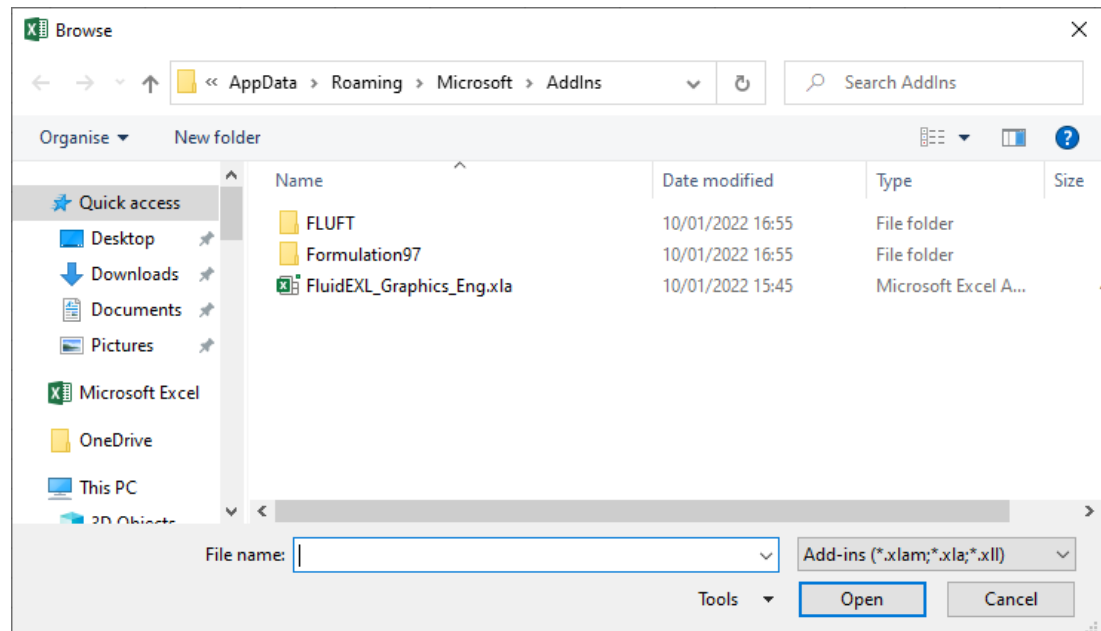 Browse
« AppData > Roaming > Microsoft > AddIns
Search AddIns
Organise
New folder
Name Date modified Type Size
Quick access
Desktop
Downloads
Documents
Pictures
Microsoft Excel
OneDrive
This PC
3D Objects
FLUFT 10/01/2022 16:55 File folder
Formulation97 10/01/2022 16:55 File folder
FluidEXL_Graphics_Eng.xla 10/01/2022 15:45 Microsoft Excel A...
File name:
Add-ins (*.xlam;*.xla;*.xll)
Tools Open Cancel